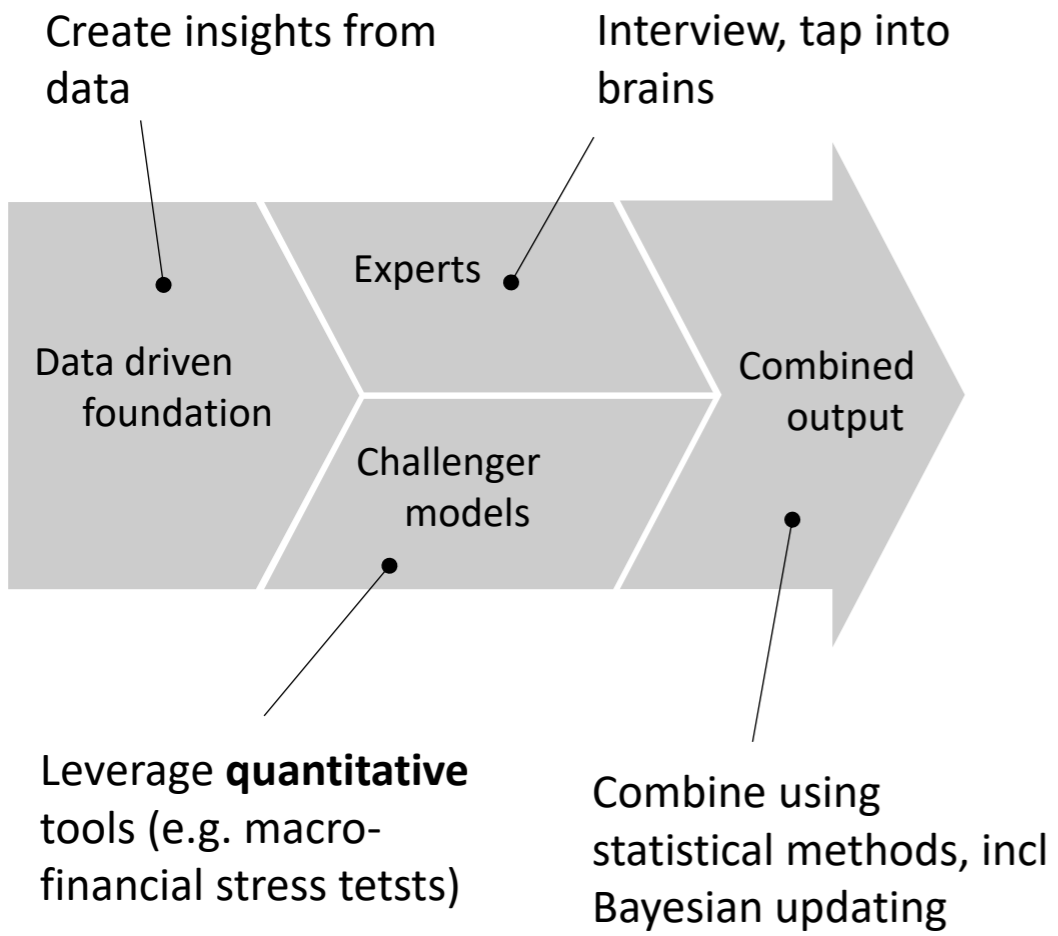 Create insights from
data
Interview, tap into
brains
Experts
Data driven
foundation
Challenger
models
Combined
output
Leverage quantitative
tools (e.g. macro-
financial stress tetsts)
Combine using
statistical methods, incl
Bayesian updating